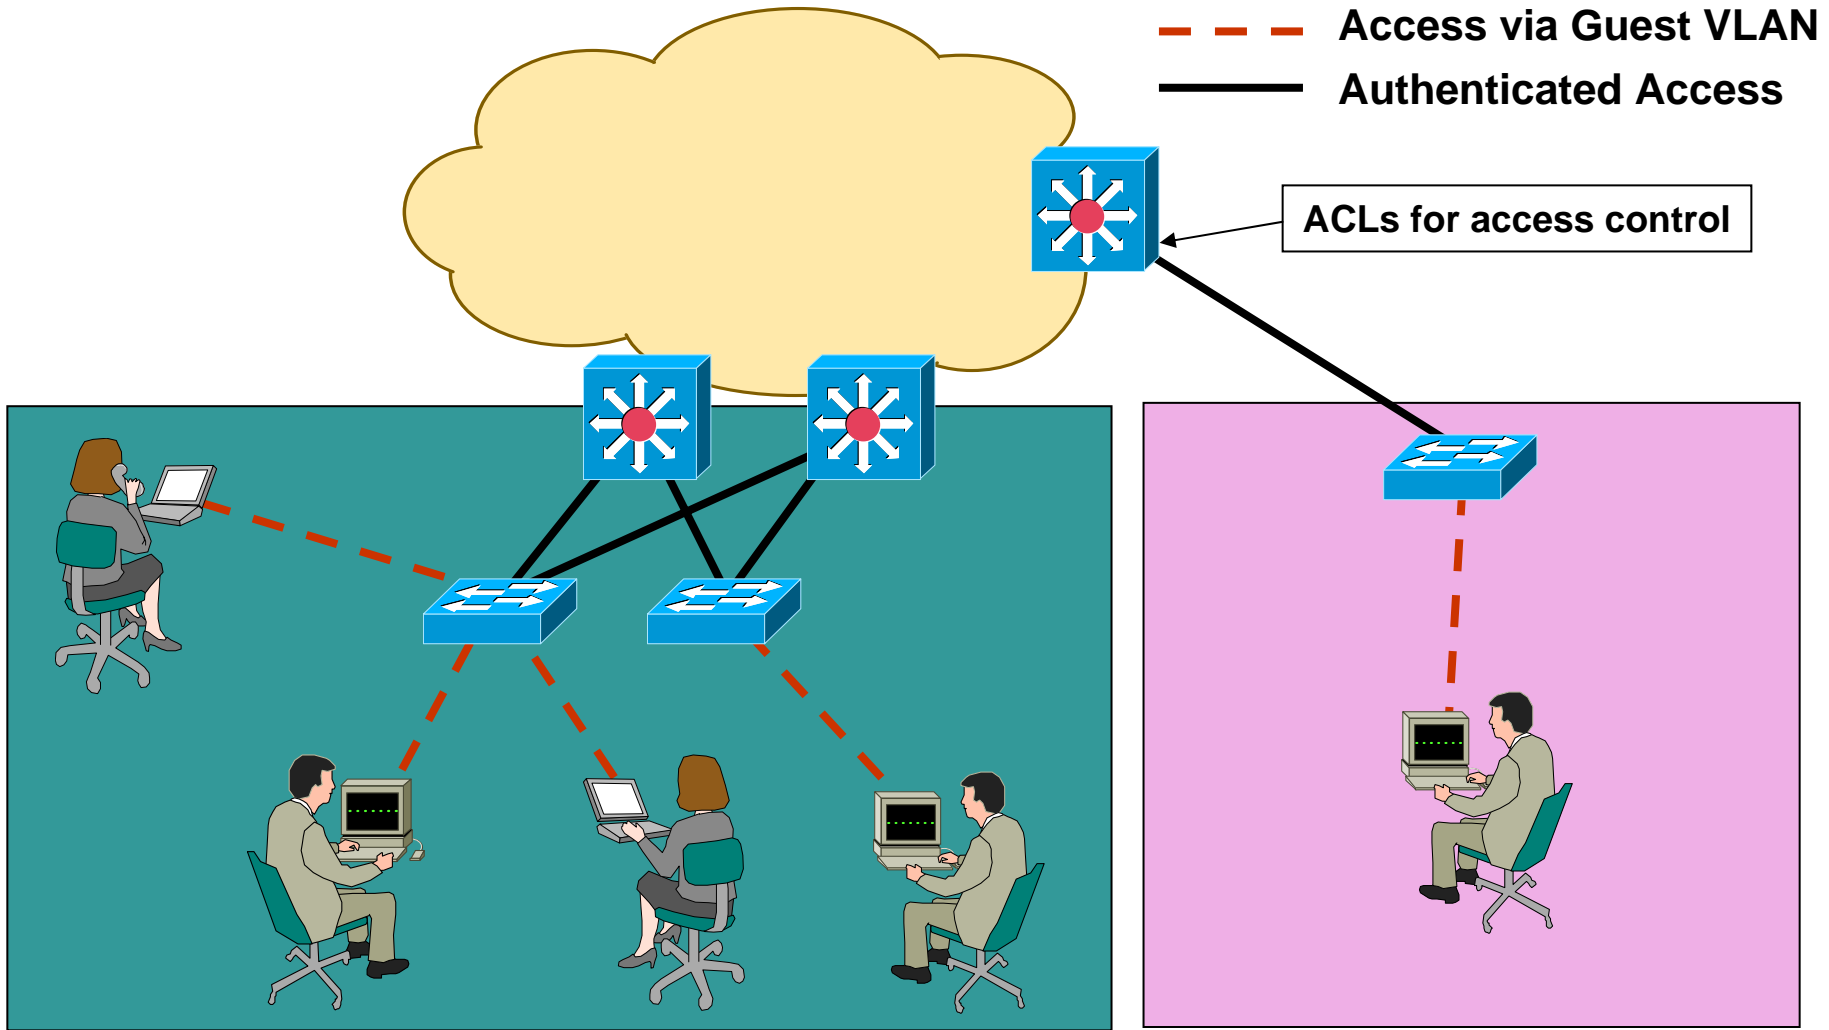 Access via Guest VLAN
Authenticated Access
ACLs for access control